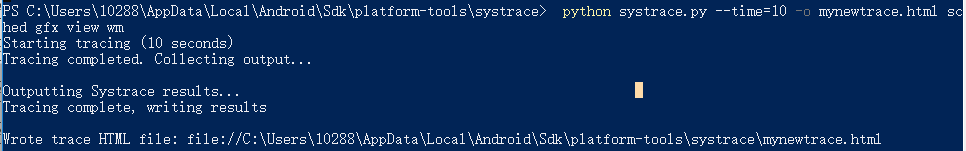 PS C:\Users\10288\AppData\Local\Android\Sdk\platform-tools\systrace>  python systrace.py --time=10 -o mynewtrace.html sc
hed gfx view wm
Starting tracing (10 seconds)
Tracing completed. Collecting output...
Outputting Systrace results...
Tracing complete, writing results
Wrote trace HTML file: file://C:\Users\10288\AppData\Local\Android\Sdk\platform-tools\systrace\mynewtrace.html